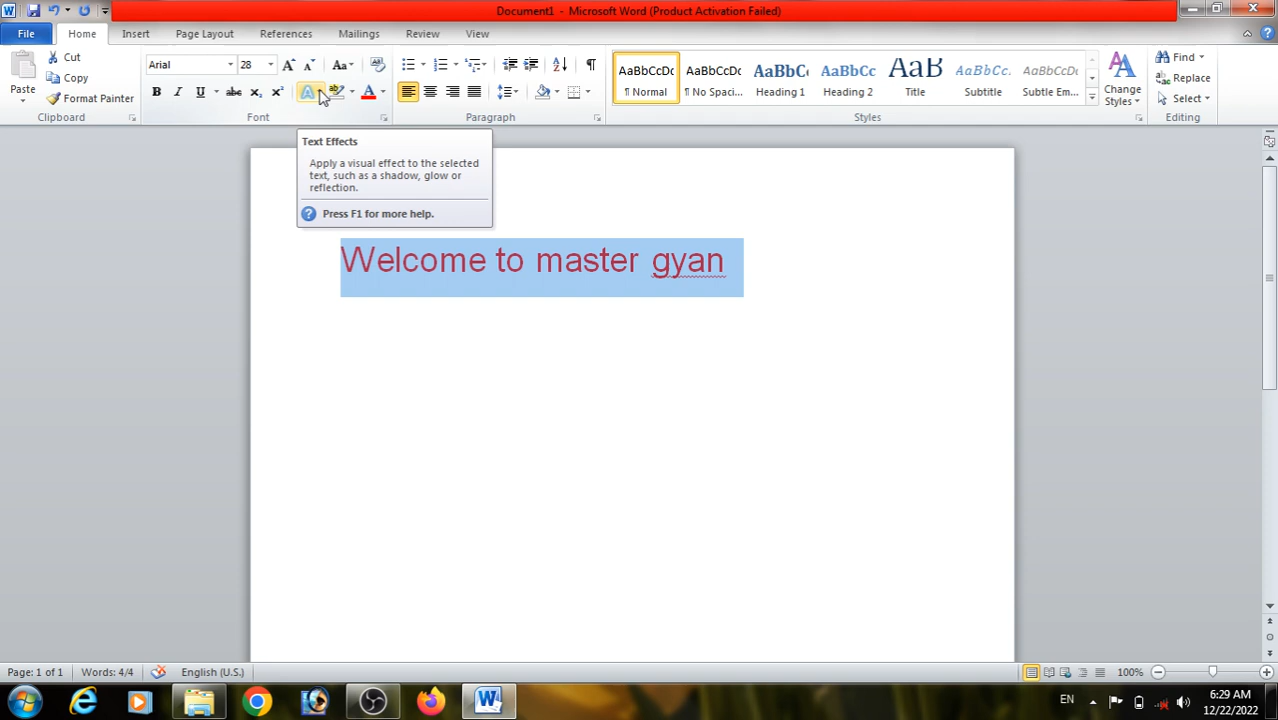 Document1 - Microsoft Word (Product Activation Failed)
File Home Insert Page Layout References Mailings Review View
Paste
Cut
Copy
Format Painter
Clipboard
Arial 28
Font
Paragraph
AaBbCcDc AaBbCcDc AaBbCc AaBbCc AaB AaBbCc. AaBbCcDc
¶ Normal ¶ No Spaci... Heading 1 Heading 2 Title Subtitle Subtle Em...
Change Styles
Styles
Find
Replace
Select
Editing
Text Effects
Apply a visual effect to the selected
text, such as a shadow, glow or
reflection.
Press F1 for more help.
Welcome to master gyan
Page: 1 of 1 Words: 4/4 English (U.S.) 100%
EN
6:29 AM
12/22/2022